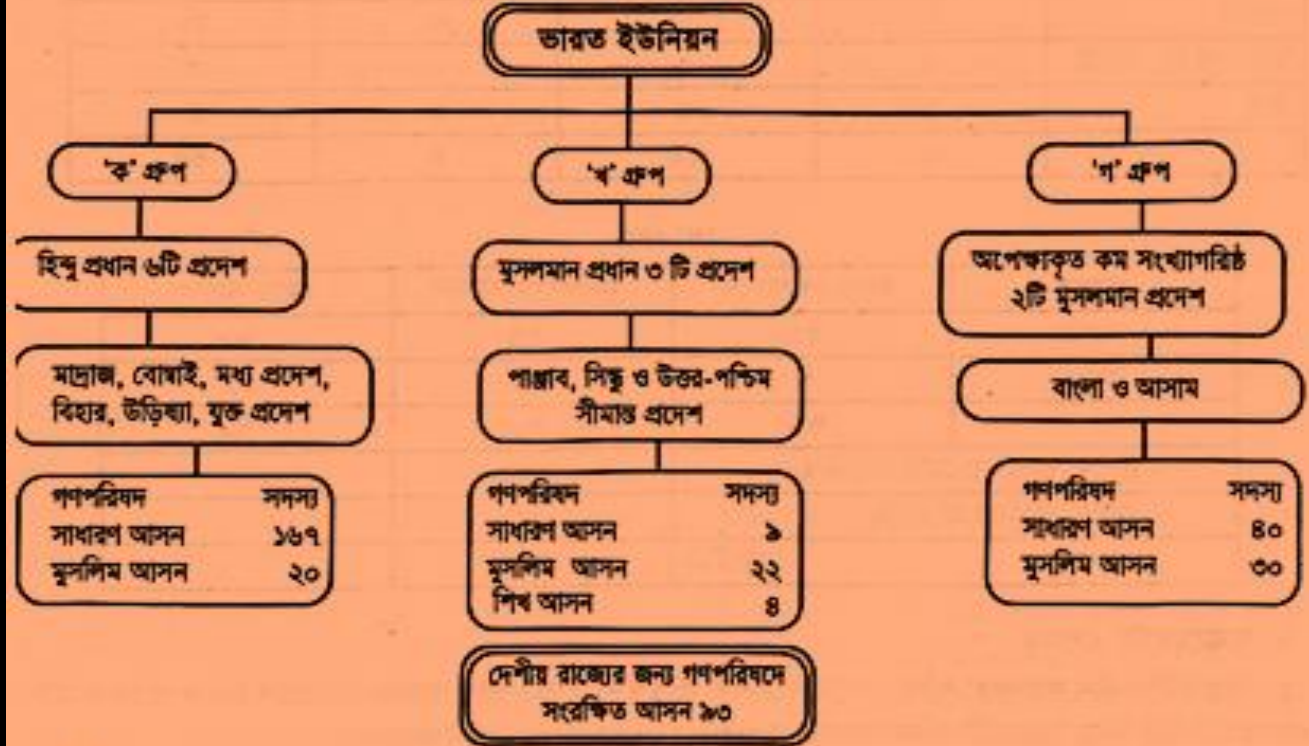 ভারত ইউনিয়ন
'ক' গ্রুপ
'খ' গ্রুপ
'গ' গ্রুপ
হিন্দু প্রধান ৬টি প্রদেশ
মুসলমান প্রধান ৩ টি প্রদেশ
অপেক্ষাকৃত কম সংখ্যাগরিষ্ঠ
২টি মুসলমান প্রদেশ
মাদ্রাজ, বোম্বাই, মধ্য প্রদেশ,
বিহার, উড়িষ্যা, যুক্ত প্রদেশ
পাঞ্জাব, সিন্ধু ও উত্তর-পশ্চিম
সীমান্ত প্রদেশ
বাংলা ও আসাম
গণপরিষদ সদস্য
সাধারণ আসন ১৬৭
মুসলিম আসন ২০
গণপরিষদ সদস্য
সাধারণ আসন ৯
মুসলিম আসন ২২
শিখ আসন ৪
গণপরিষদ সদস্য
সাধারণ আসন ৪০
মুসলিম আসন ৩০
দেশীয় রাজ্যের জন্য গণপরিষদে
সংরক্ষিত আসন ৯৩